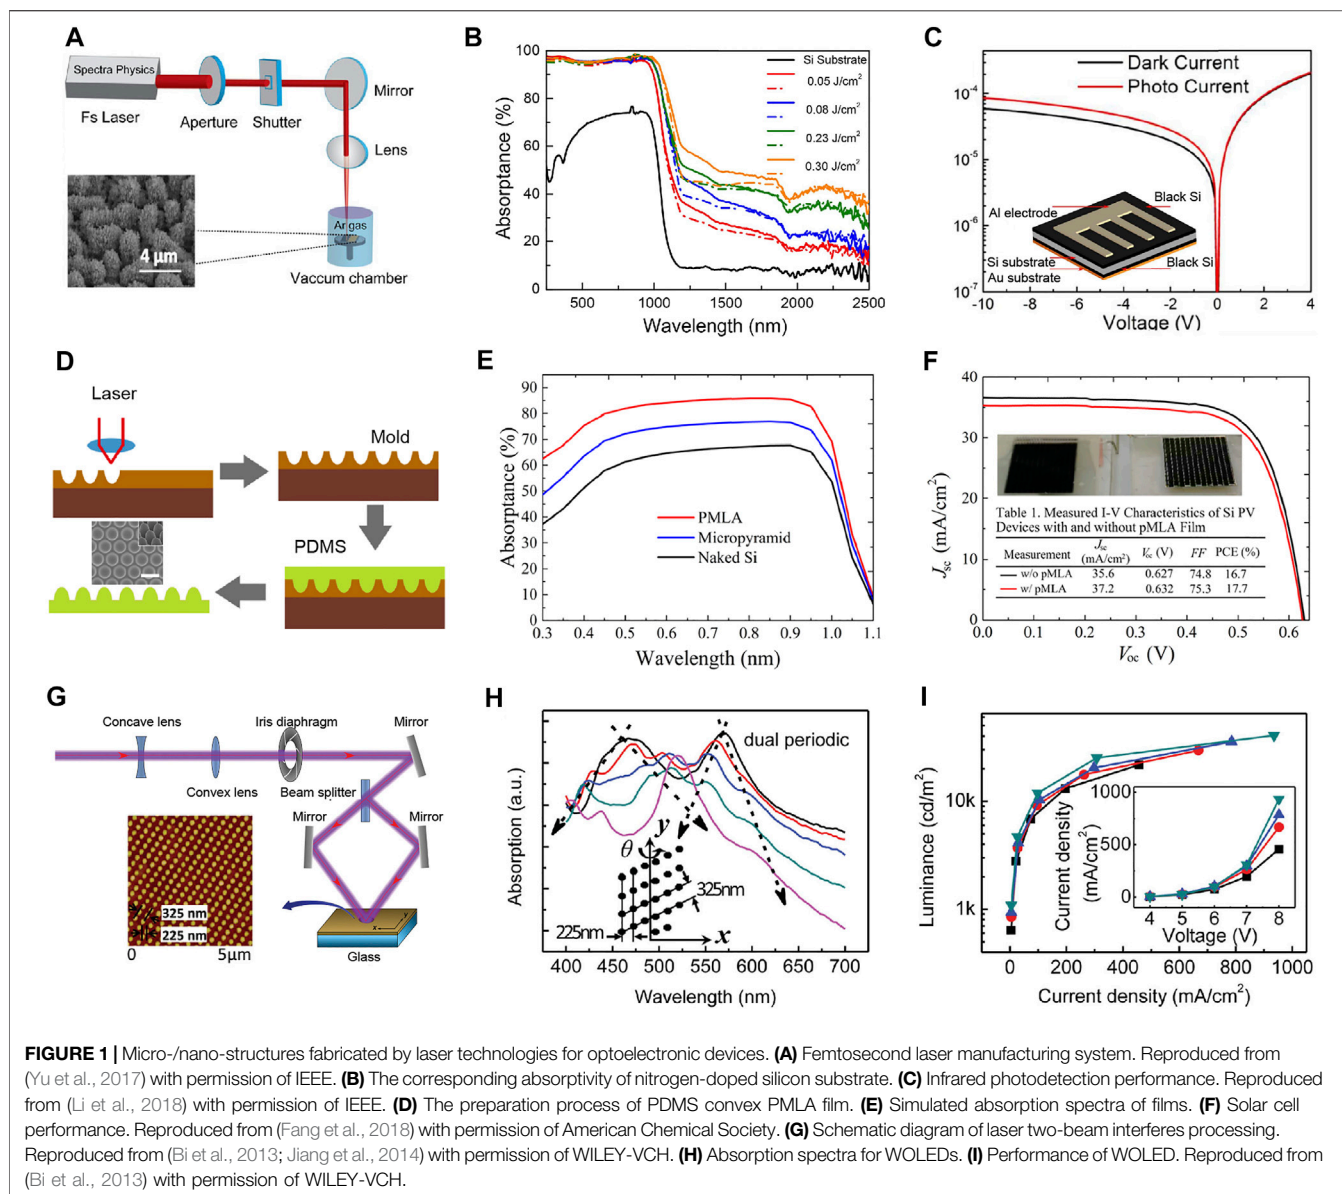 A
Spectra Physics
Fs Laser
Aperture
Shutter
Mirror
Lens
Ar gas
4 μm
Vaccum chamber
B
Absorptance (%)
100
80
60
40
20
0
500
1000
1500
2000
2500
Wavelength (nm)
Si Substrate
0.05 J/cm²
0.08 J/cm²
0.23 J/cm²
0.30 J/cm²
C
Dark Current
Photo Current
10⁻⁴
10⁻⁵
10⁻⁶
10⁻⁷
Al electrode
Black Si
Si substrate
Au substrate
Black Si
-10
-8
-6
-4
-2
0
2
4
Voltage (V)
D
Laser
Mold
PDMS
E
Absorptance (%)
90
80
70
60
50
40
30
20
10
0
PMLA
Micropyramid
Naked Si
0.3
0.4
0.5
0.6
0.7
0.8
0.9
1.0
1.1
Wavelength (nm)
F
Jsc (mA/cm²)
40
30
20
10
0
Table 1. Measured I-V Characteristics of Si PV
Devices with and without pMLA Film
Measurement Jsc (mA/cm²) Voc (V) FF PCE (%)
w/o pMLA 35.6 0.627 74.8 16.7
w/ pMLA 37.2 0.632 75.3 17.7
0.0
0.1
0.2
0.3
0.4
0.5
0.6
Voc (V)
G
Concave lens
Iris diaphragm
Mirror
Convex lens
Beam splitter
Mirror
Mirror
325 nm
225 nm
0
5μm
x
y
Glass
H
Absorption (a.u.)
dual periodic
θ
y
325nm
225nm
x
400
450
500
550
600
650
700
Wavelength (nm)
I
Luminance (cd/m²)
10k
1k
Current density
(mA/cm²)
1000
500
0
4
5
6
7
8
Voltage (V)
0
200
400
600
800
1000
Current density (mA/cm²)
FIGURE 1 | Micro-/nano-structures fabricated by laser technologies for optoelectronic devices. (A) Femtosecond laser manufacturing system. Reproduced from
(Yu et al., 2017) with permission of IEEE. (B) The corresponding absorptivity of nitrogen-doped silicon substrate. (C) Infrared photodetection performance. Reproduced
from (Li et al., 2018) with permission of IEEE. (D) The preparation process of PDMS convex PMLA film. (E) Simulated absorption spectra of films. (F) Solar cell
performance. Reproduced from (Fang et al., 2018) with permission of American Chemical Society. (G) Schematic diagram of laser two-beam interferes processing.
Reproduced from (Bi et al., 2013; Jiang et al., 2014) with permission of WILEY-VCH. (H) Absorption spectra for WOLEDs. (I) Performance of WOLED. Reproduced from
(Bi et al., 2013) with permission of WILEY-VCH.